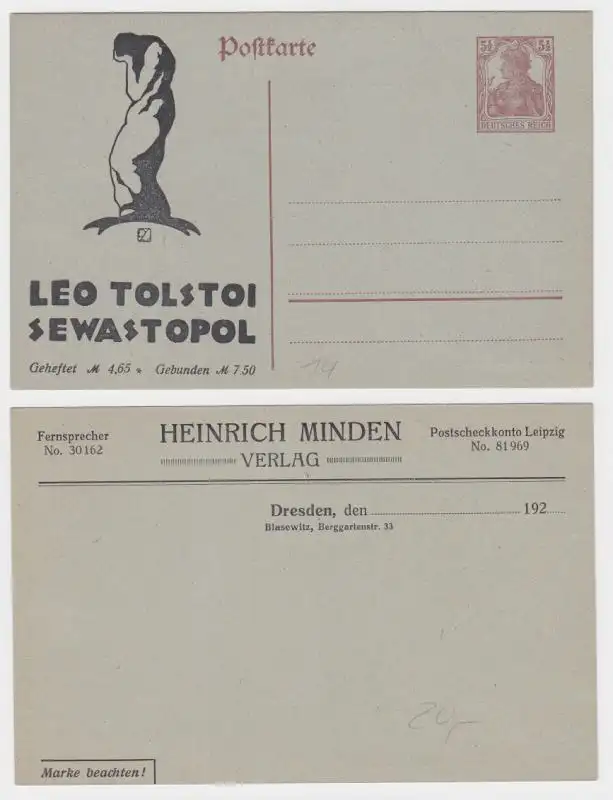 Postkarte
5½ 5½
DEUTSCHES REICH
LEO TOLSTOI
SEWASTOPOL
Geheftet M 4,65 * Gebunden M 7.50
14
Fernsprecher
No. 30162
HEINRICH MINDEN
VERLAG
Postscheckkonto Leipzig
No. 81969
Dresden, den 192
Blasewitz, Berggartenstr. 33
Marke beachten!